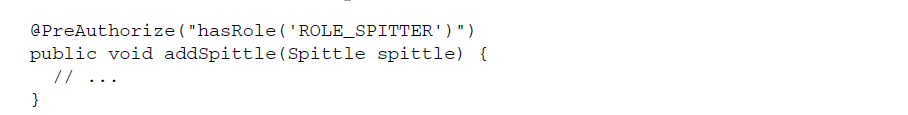 @PreAuthorize("hasRole('ROLE_SPITTER')")
public void addSpittle(Spittle spittle) {
  // ...
}